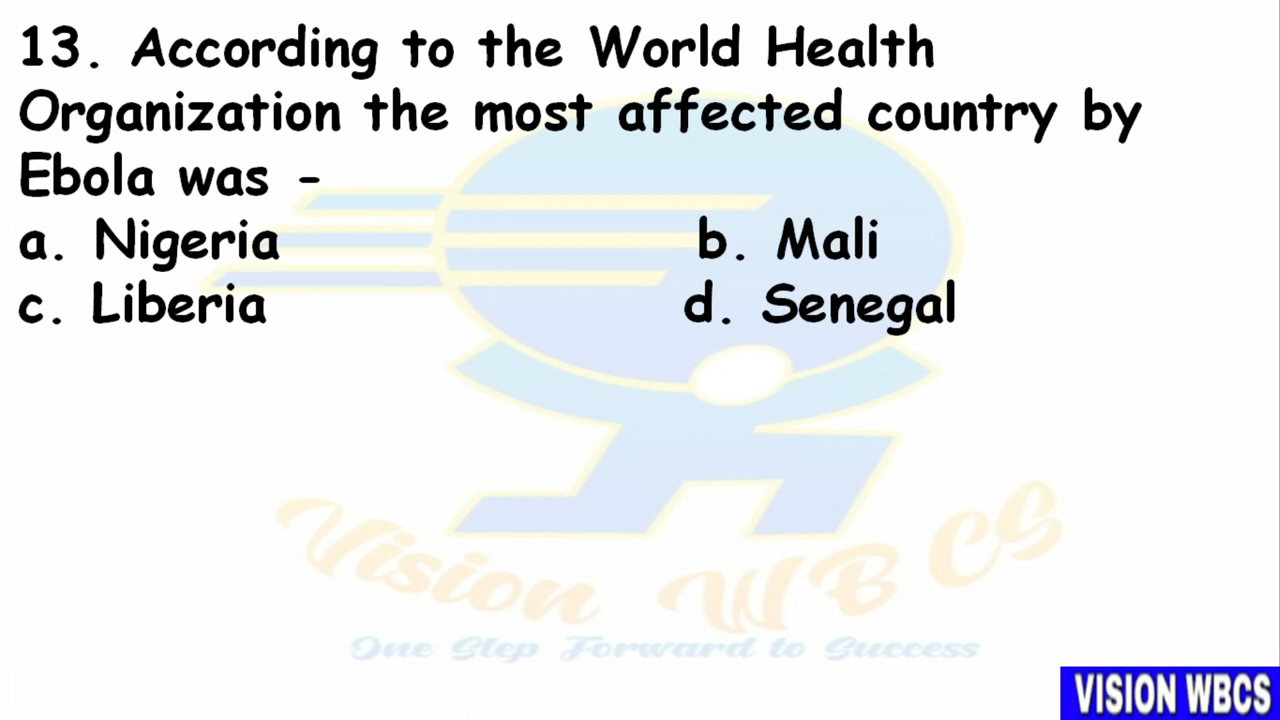 13. According to the World Health
Organization the most affected country by
Ebola was -
a. Nigeria b. Mali
c. Liberia d. Senegal
Vision WBCS
One Step Forward to Success
VISION WBCS